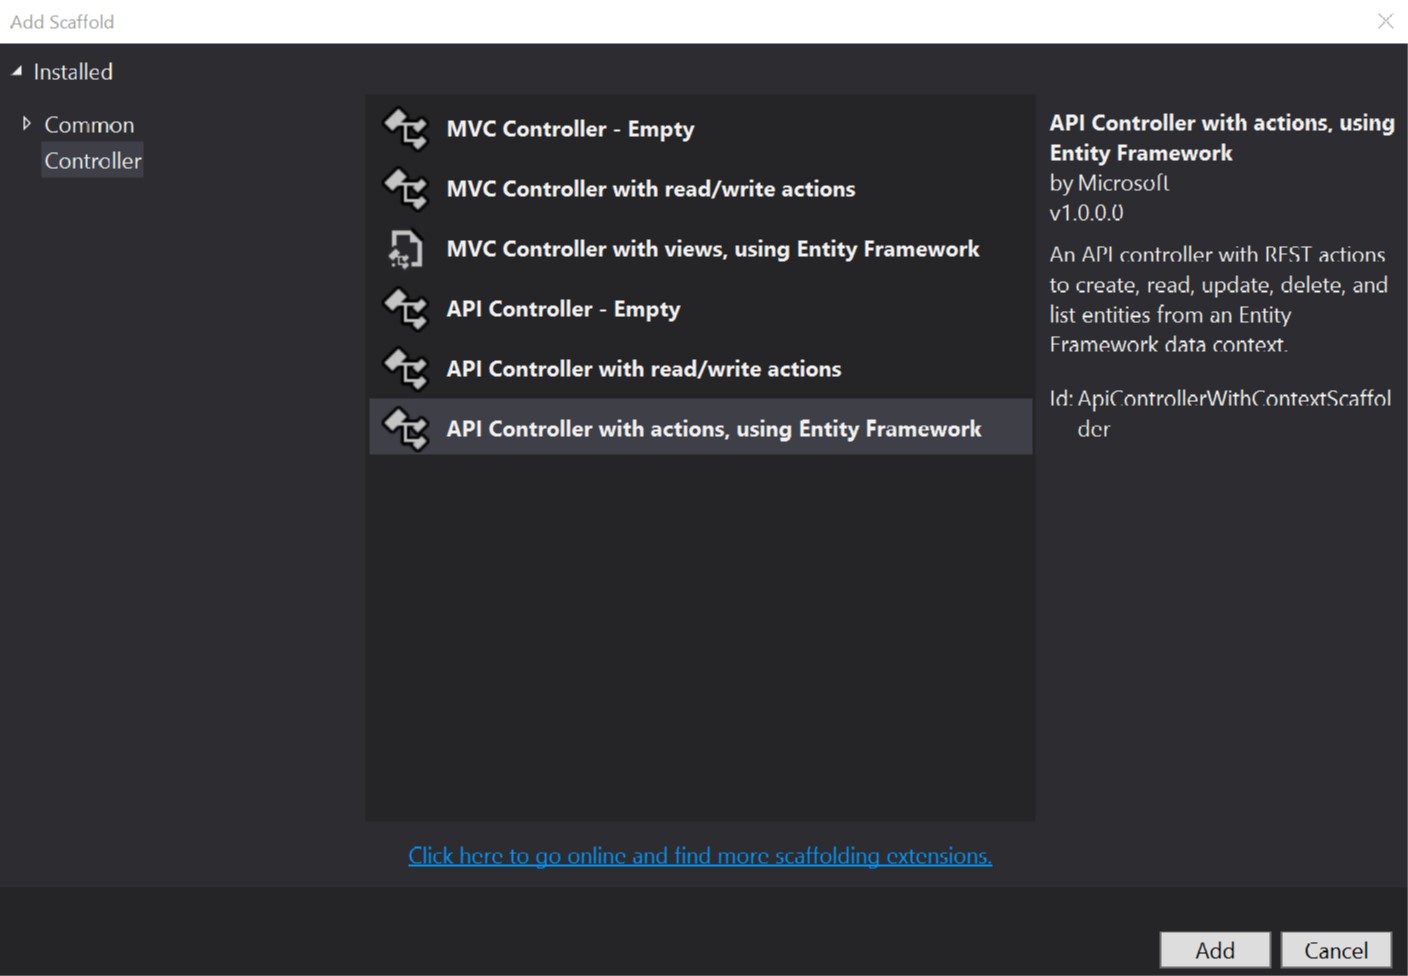 Add Scaffold
Installed
Common
Controller
MVC Controller - Empty
MVC Controller with read/write actions
MVC Controller with views, using Entity Framework
API Controller - Empty
API Controller with read/write actions
API Controller with actions, using Entity Framework
API Controller with actions, using
Entity Framework
by Microsoft
v1.0.0.0
An API controller with REST actions
to create, read, update, delete, and
list entities from an Entity
Framework data context.
Id: ApiControllerWithContextScaffol
der
Click here to go online and find more scaffolding extensions.
Add
Cancel